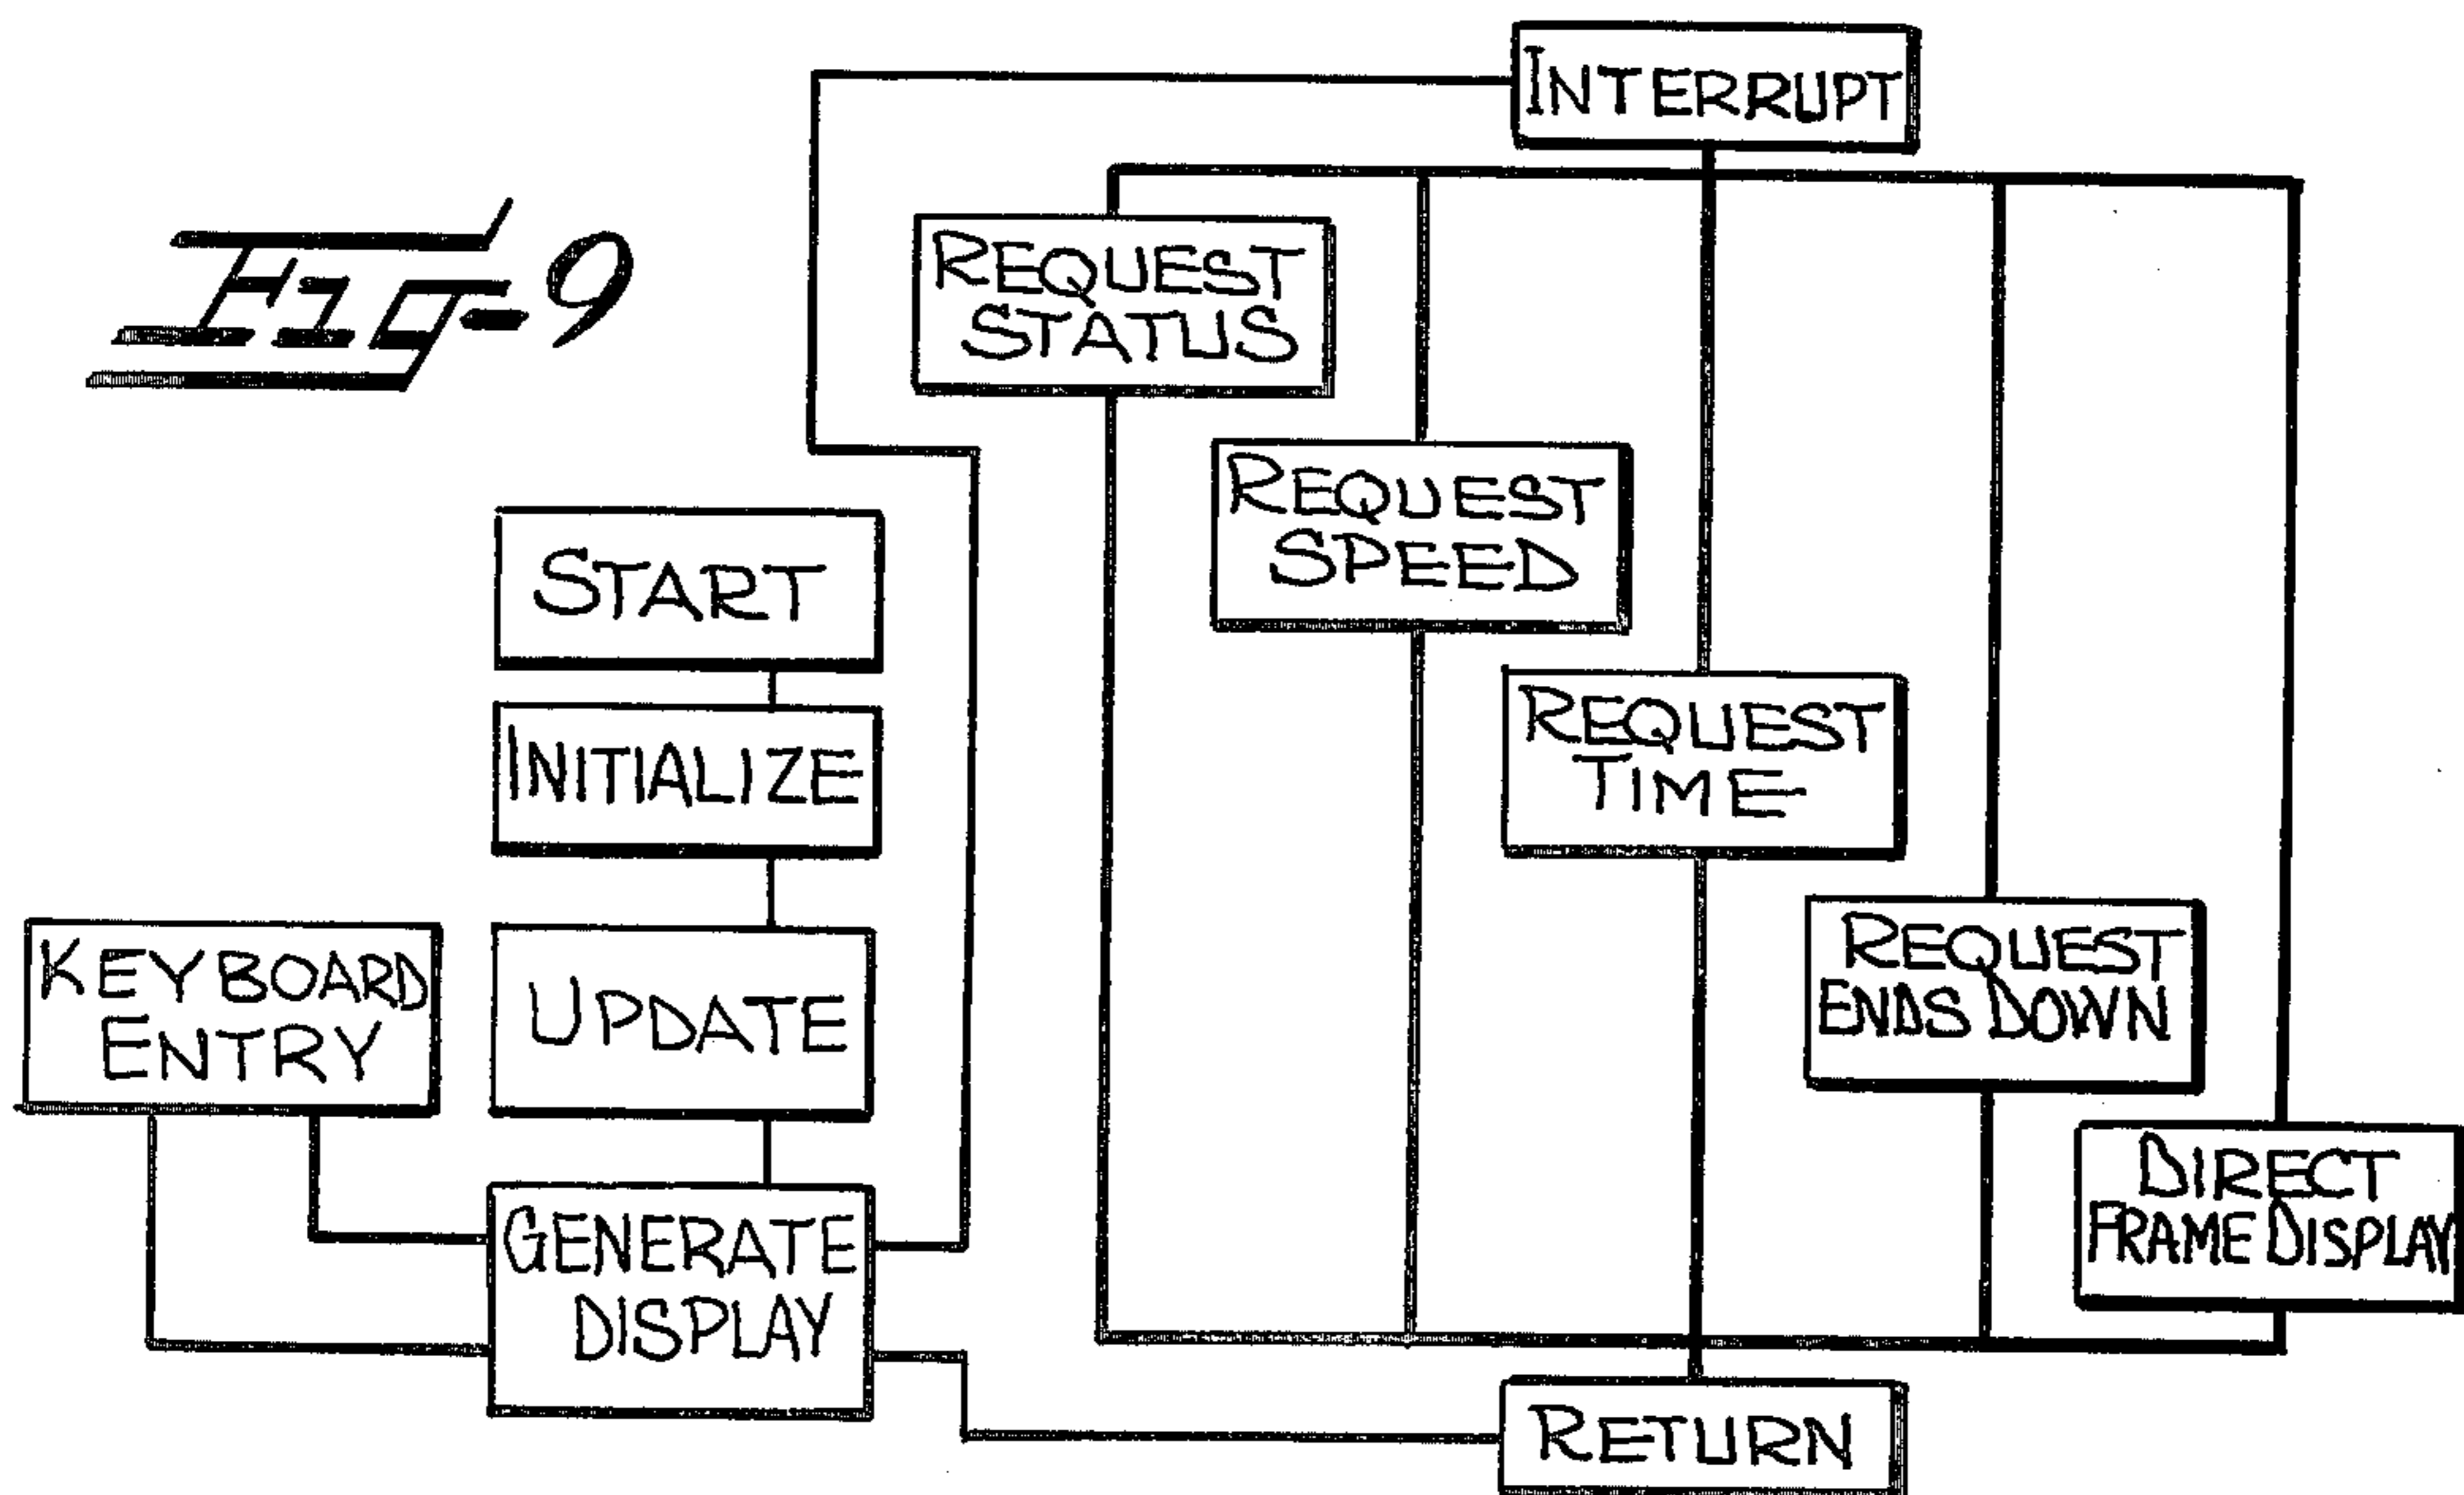 Fig-9
INTERRUPT
REQUEST
STATUS
REQUEST
SPEED
START
REQUEST
TIME
INITIALIZE
REQUEST
ENDS DOWN
KEYBOARD
ENTRY
UPDATE
DIRECT
FRAME DISPLAY
GENERATE
DISPLAY
RETURN